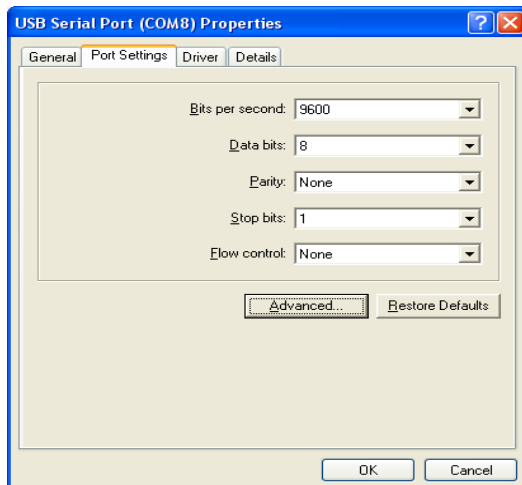 USB Serial Port (COM8) Properties
General Port Settings Driver Details
Bits per second: 9600
Data bits: 8
Parity: None
Stop bits: 1
Flow control: None
Advanced... Restore Defaults
OK Cancel